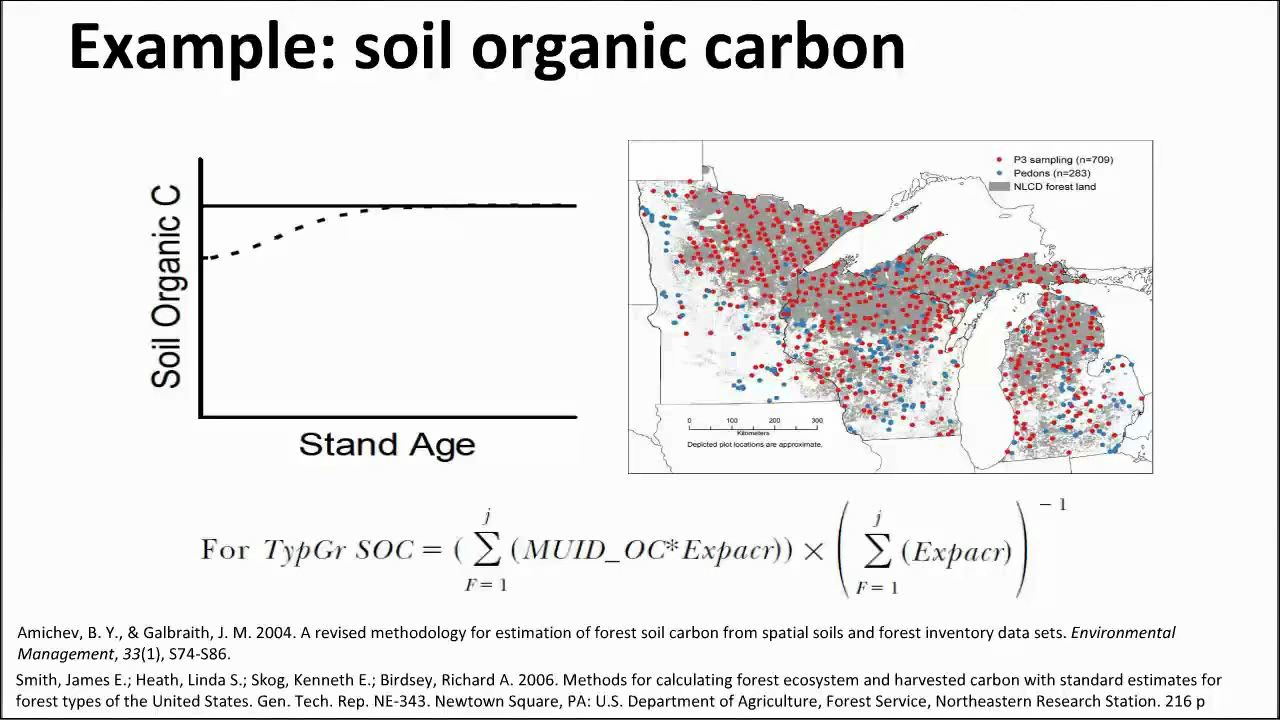 Example: soil organic carbon
Soil Organic C
Stand Age
P3 sampling (n=709)
Pedons (n=283)
NLCD forest land
0 100 200 300
Kilometers
Depicted plot locations are approximate.
For TypGr SOC = ( j ∑ F=1 (MUID_OC*Expacr)) × ( j ∑ F=1 (Expacr) ) −1
Amichev, B. Y., & Galbraith, J. M. 2004. A revised methodology for estimation of forest soil carbon from spatial soils and forest inventory data sets. Environmental
Management, 33(1), S74-S86.
Smith, James E.; Heath, Linda S.; Skog, Kenneth E.; Birdsey, Richard A. 2006. Methods for calculating forest ecosystem and harvested carbon with standard estimates for
forest types of the United States. Gen. Tech. Rep. NE-343. Newtown Square, PA: U.S. Department of Agriculture, Forest Service, Northeastern Research Station. 216 p